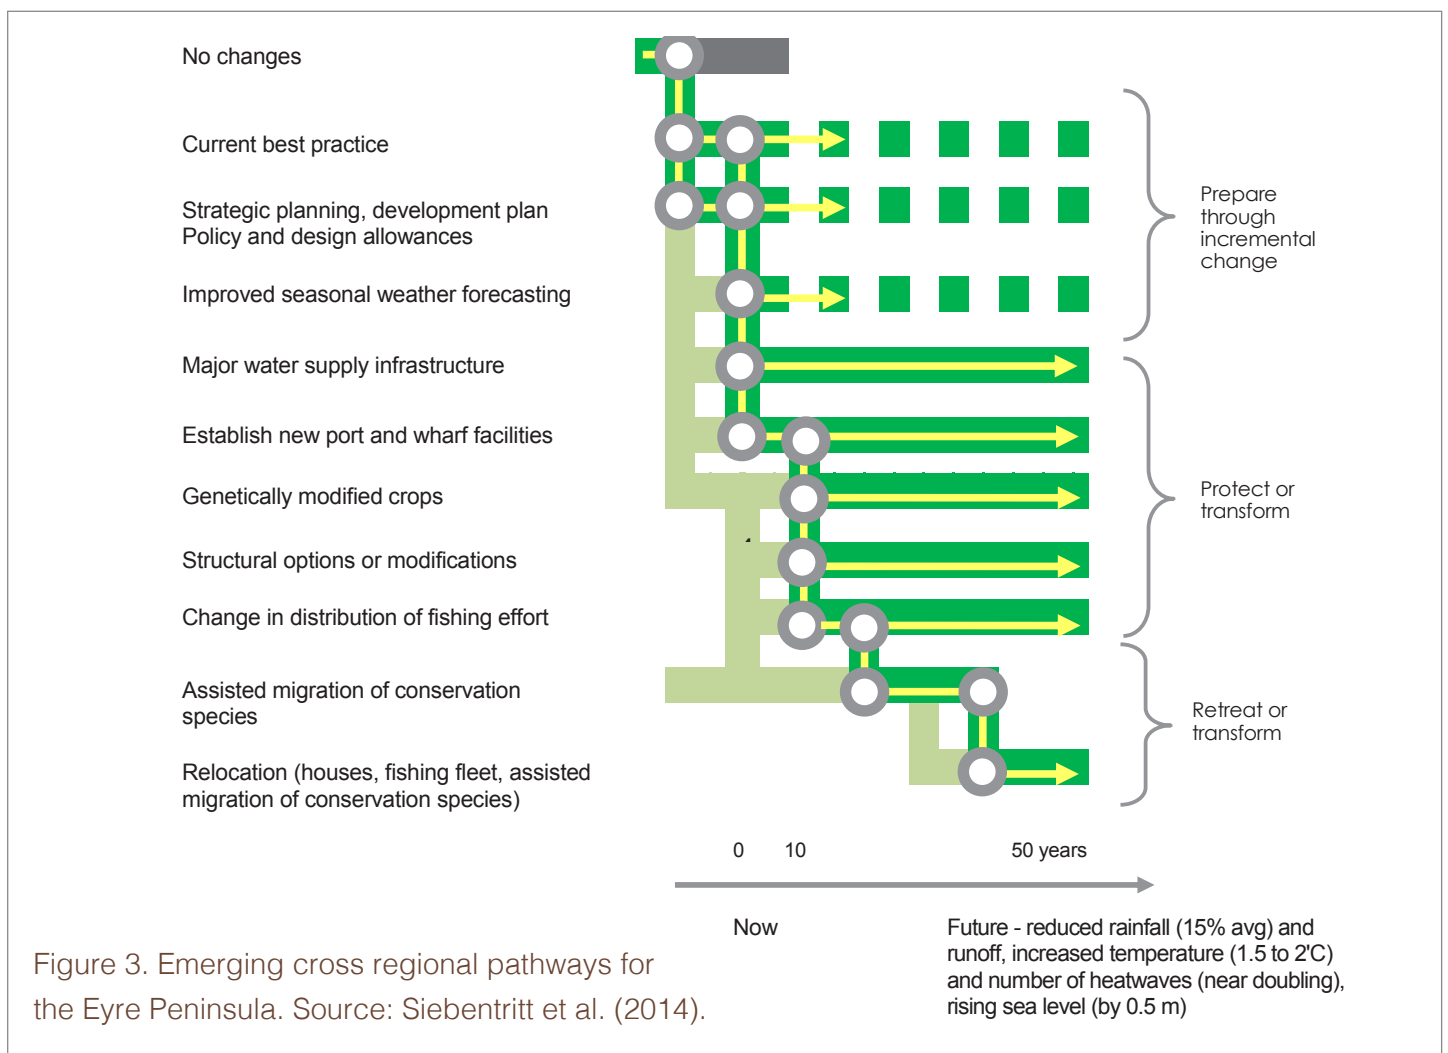 No changes
Current best practice
Strategic planning, development plan
Policy and design allowances
Improved seasonal weather forecasting
Major water supply infrastructure
Establish new port and wharf facilities
Genetically modified crops
Structural options or modifications
Change in distribution of fishing effort
Assisted migration of conservation
species
Relocation (houses, fishing fleet, assisted
migration of conservation species)
Prepare
through
incremental
change
Protect or
transform
Retreat or
transform
0 10 50 years
Now
Future - reduced rainfall (15% avg) and
runoff, increased temperature (1.5 to 2'C)
and number of heatwaves (near doubling),
rising sea level (by 0.5 m)
Figure 3. Emerging cross regional pathways for
the Eyre Peninsula. Source: Siebentritt et al. (2014).